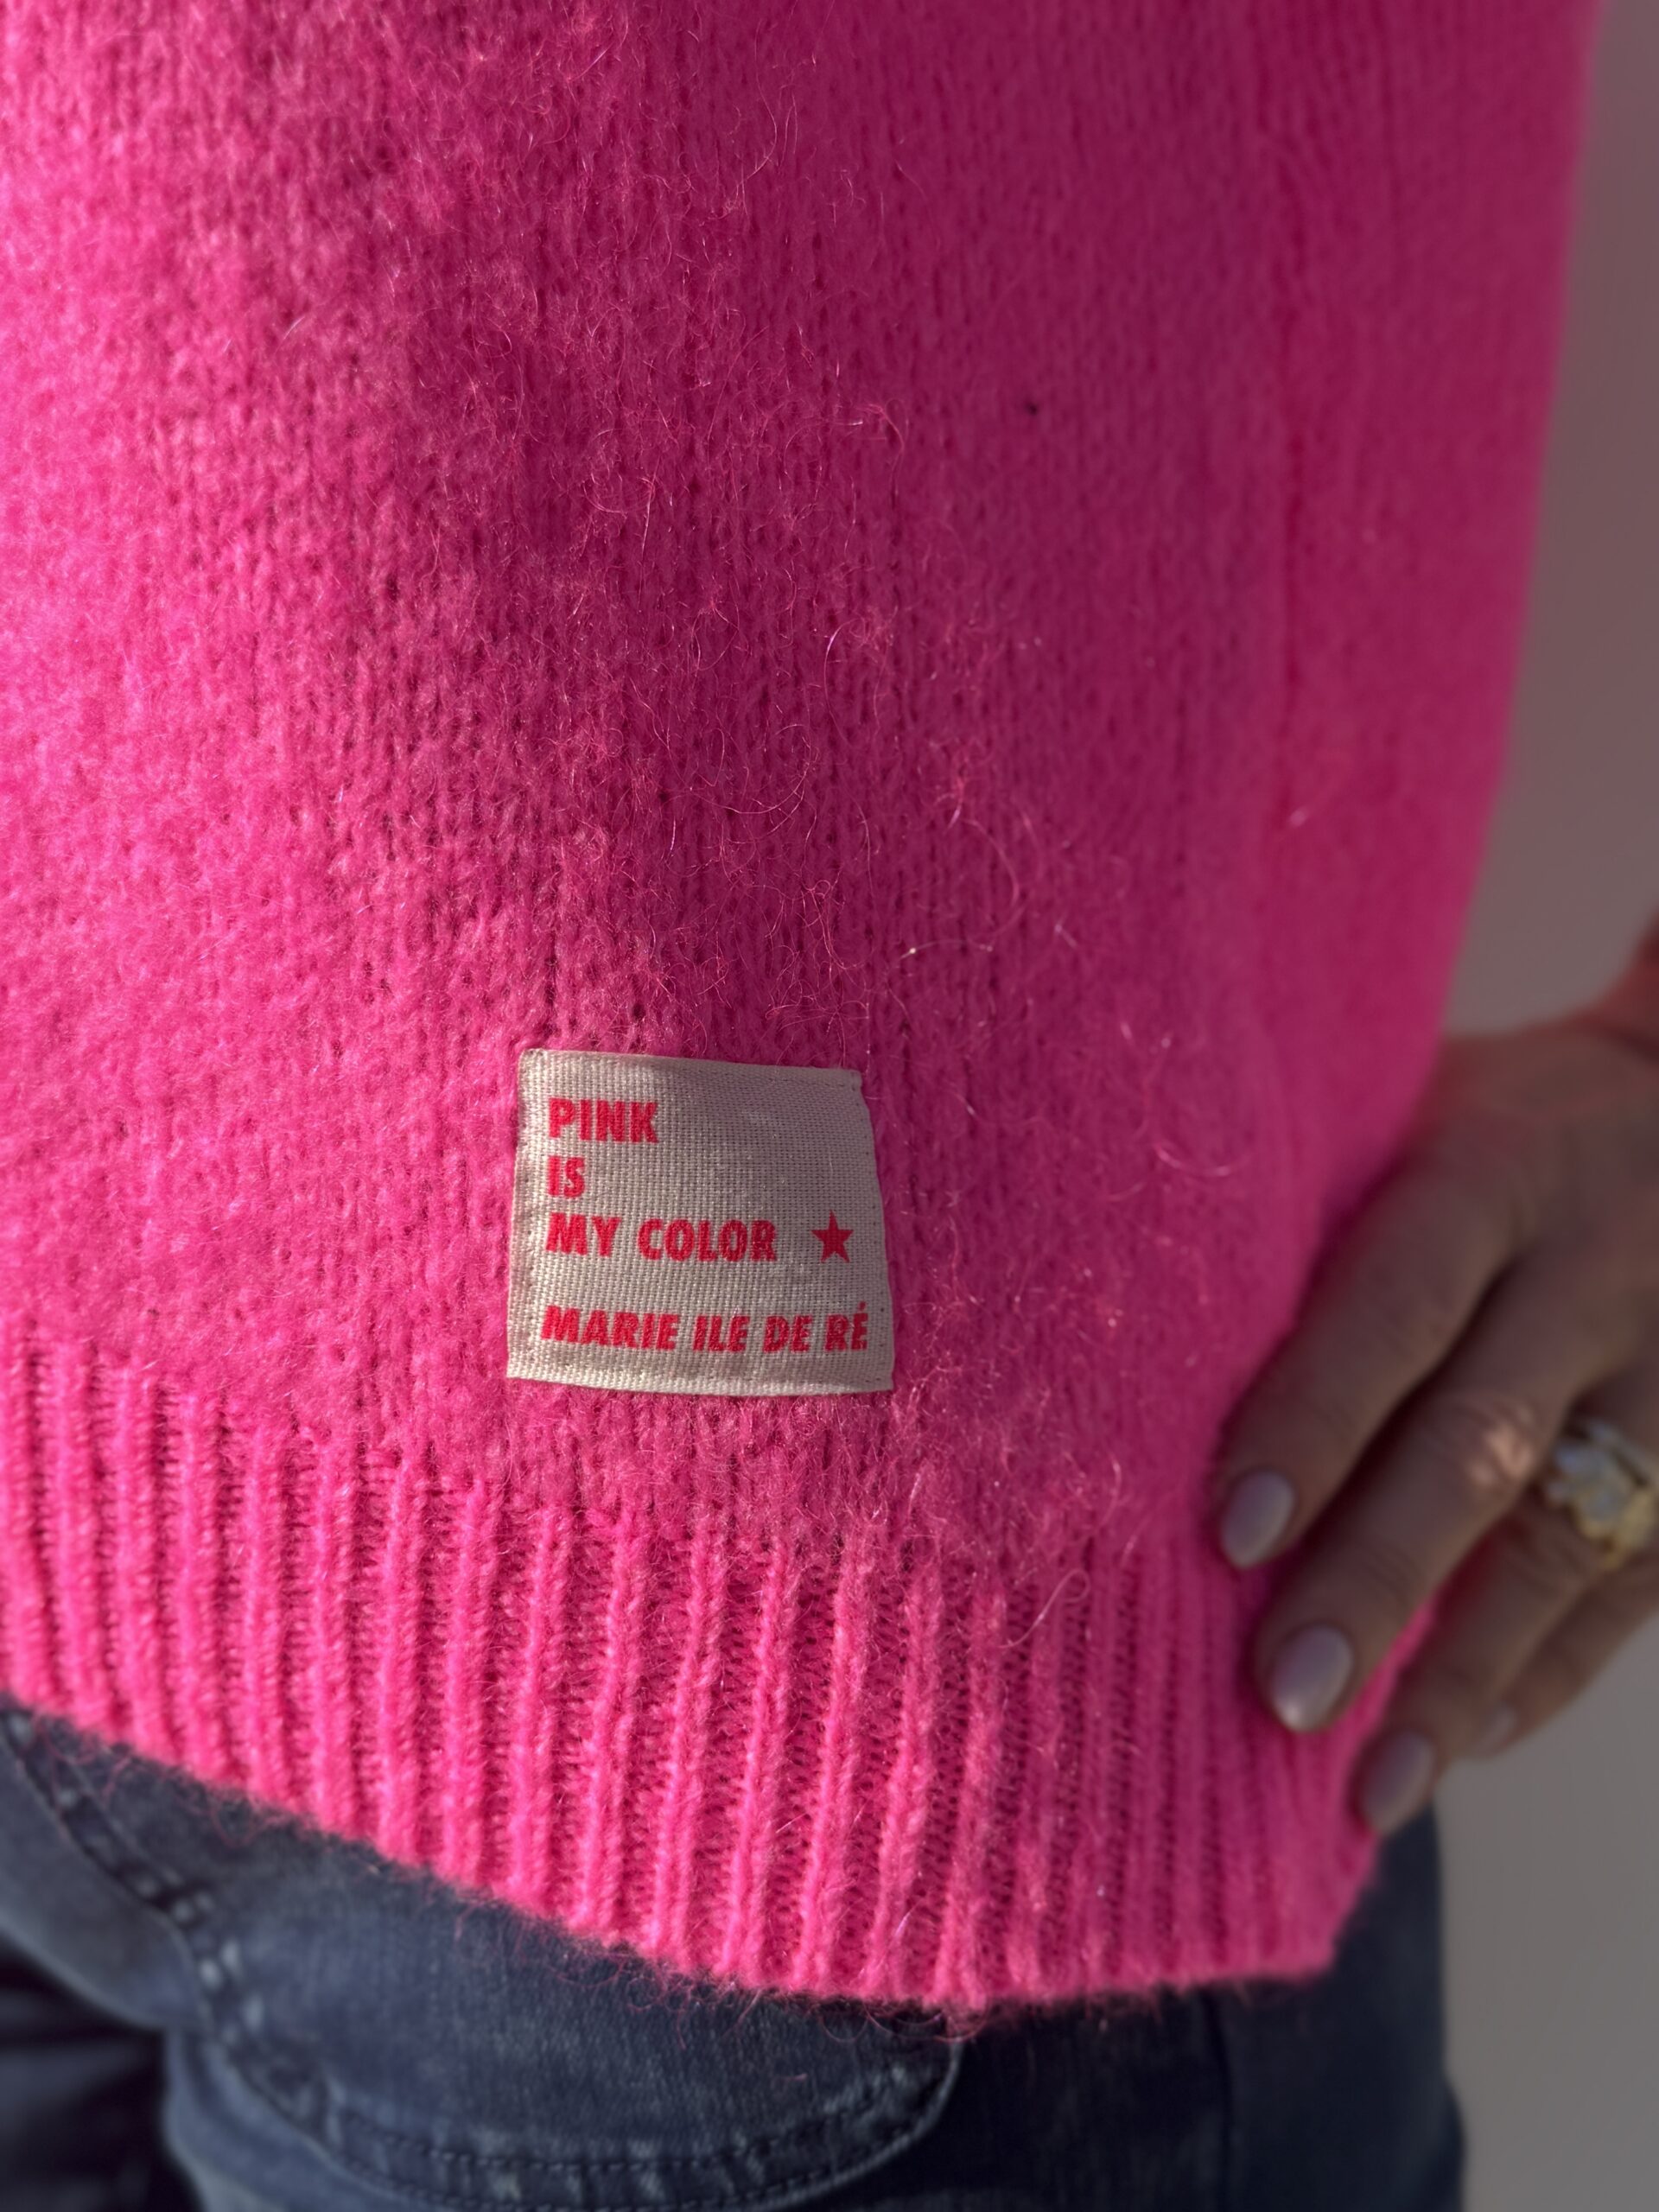 PINK
IS
MY COLOR ★
MARIE ILE DE RÉ